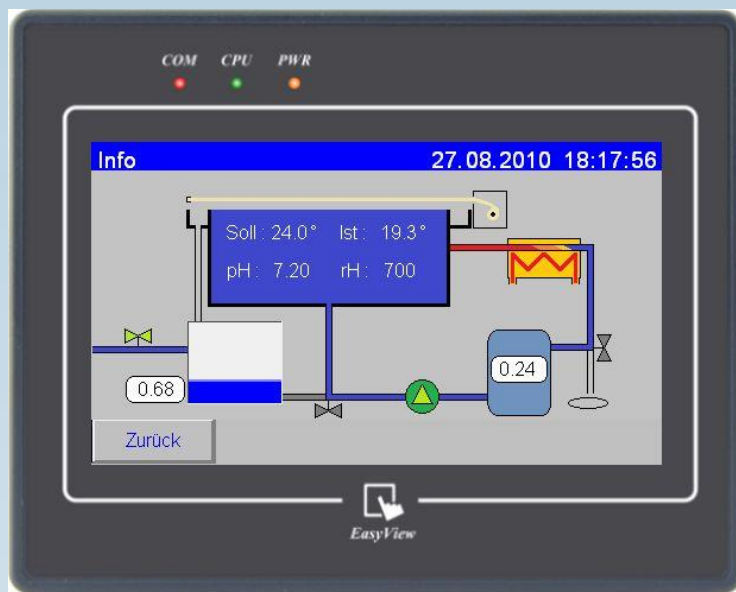 COM CPU PWR
Info 27.08.2010 18:17:56
Soll: 24.0° Ist: 19.3°
pH: 7.20 rH: 700
0.24
0.68
Zurück
EasyView